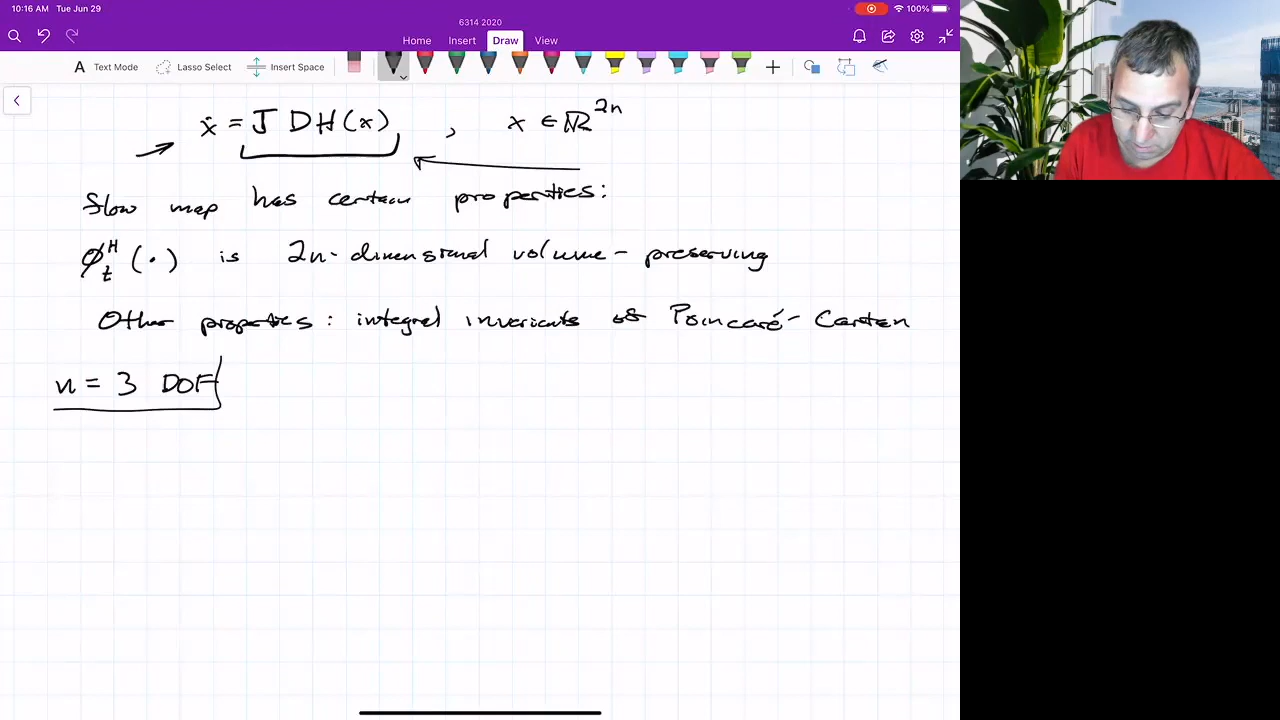 10:16 AM Tue Jun 29
100%
6314 2020
Home Insert Draw View
A Text Mode Lasso Select Insert Space
ẋ = J DH(x) , x ∈ ℝ²ⁿ
flow map has certain properties:
ϕₜᴴ(·) is 2n-dimensional volume-preserving
Other properties: integral invariants of Poincaré-Cartan
n = 3 DOF